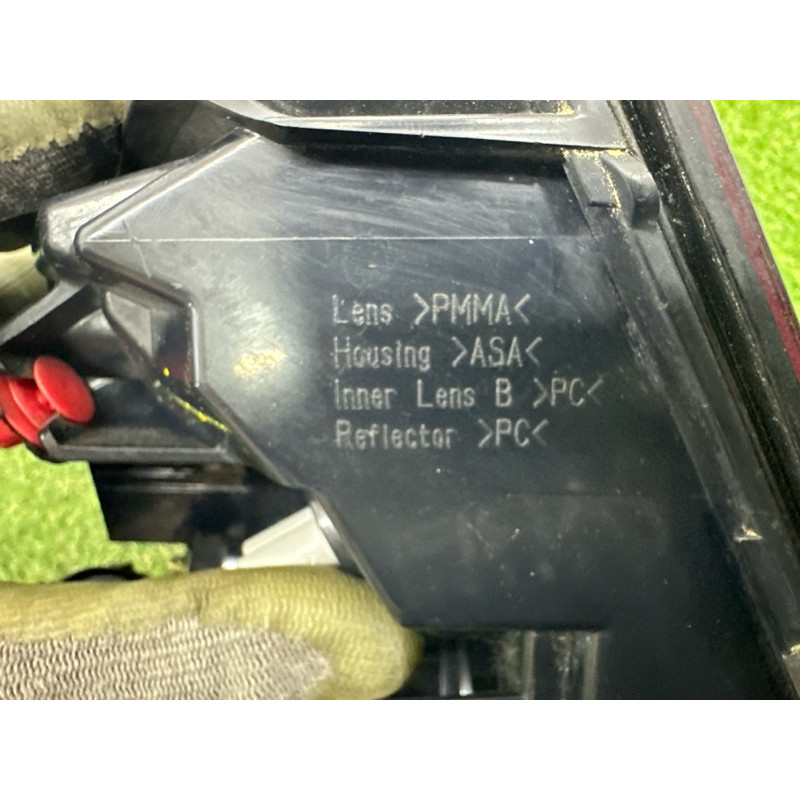 Lens >PMMA<
Housing >ASA<
Inner Lens B >PC<
Reflector >PC<